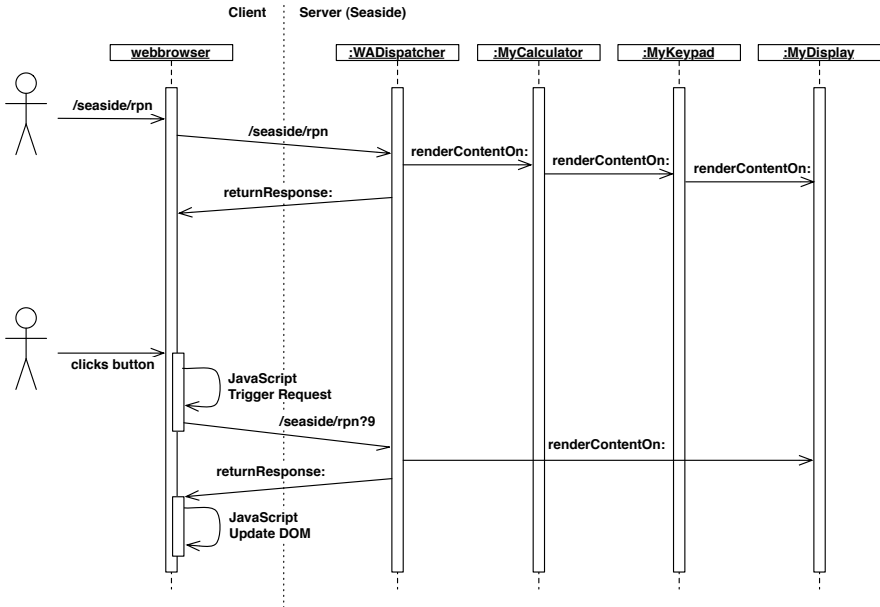 Client
Server (Seaside)
webbrowser
:WADispatcher
:MyCalculator
:MyKeypad
:MyDisplay
/seaside/rpn
/seaside/rpn
renderContentOn:
renderContentOn:
renderContentOn:
returnResponse:
clicks button
JavaScript
Trigger Request
/seaside/rpn?9
renderContentOn:
returnResponse:
JavaScript
Update DOM